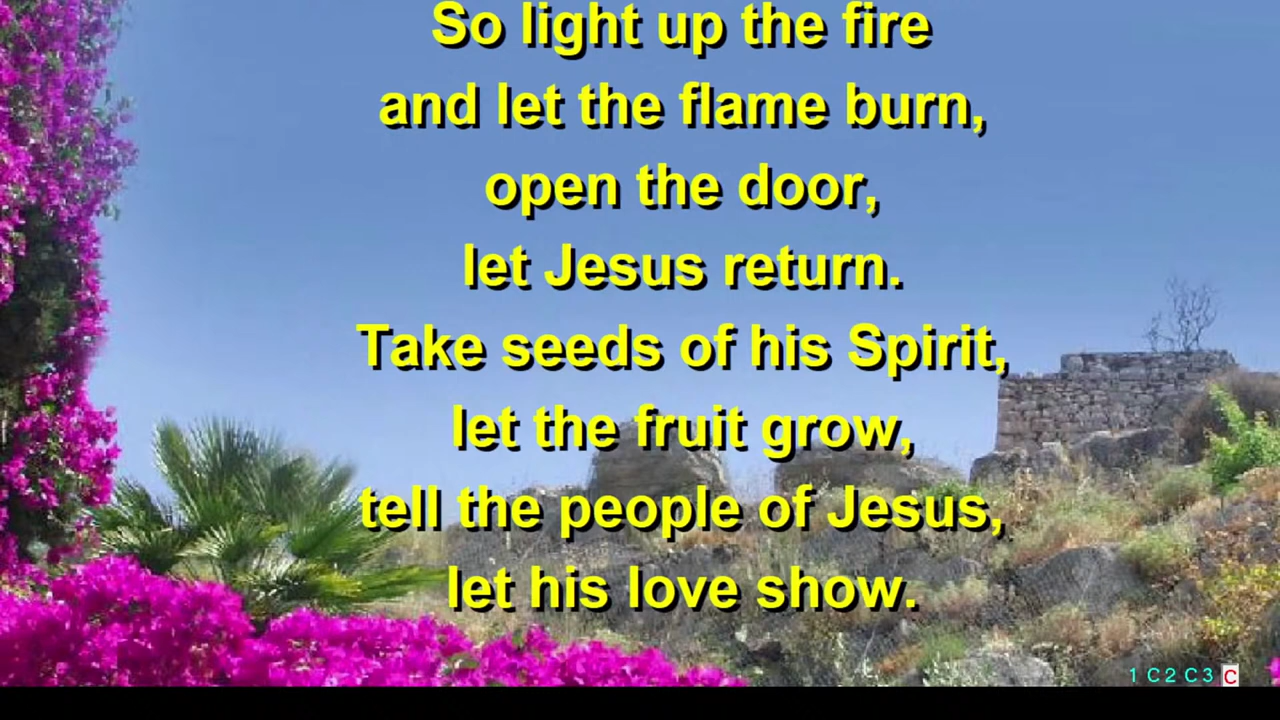 So light up the fire
and let the flame burn,
open the door,
let Jesus return.
Take seeds of his Spirit,
let the fruit grow,
tell the people of Jesus,
let his love show.
1 C 2 C 3 C